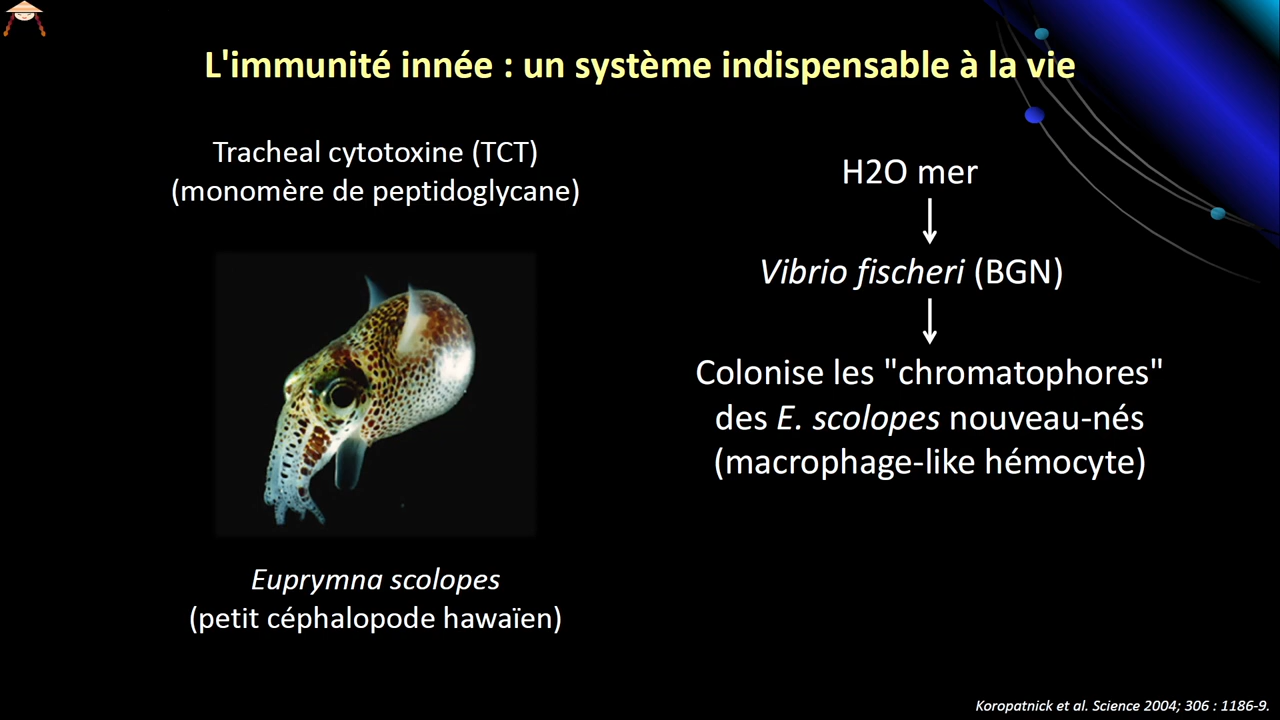 L'immunité innée : un système indispensable à la vie
Tracheal cytotoxine (TCT)
(monomère de peptidoglycane)
Euprymna scolopes
(petit céphalopode hawaïen)
H2O mer
Vibrio fischeri (BGN)
Colonise les "chromatophores"
des E. scolopes nouveau-nés
(macrophage-like hémocyte)
Koropatnick et al. Science 2004; 306 : 1186-9.